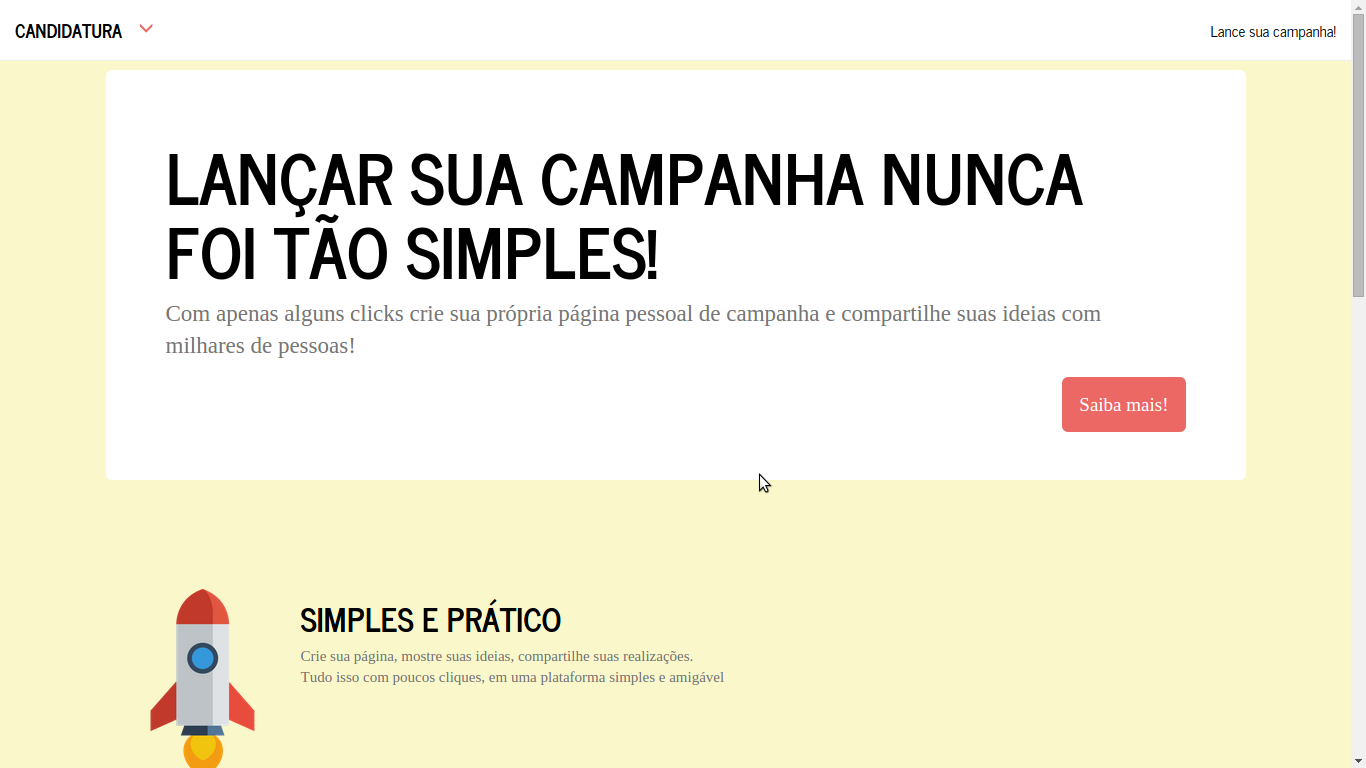 CANDIDATURA
Lance sua campanha!
LANÇAR SUA CAMPANHA NUNCA
FOI TÃO SIMPLES!
Com apenas alguns clicks crie sua própria página pessoal de campanha e compartilhe suas ideias com
milhares de pessoas!
Saiba mais!
SIMPLES E PRÁTICO
Crie sua página, mostre suas ideias, compartilhe suas realizações.
Tudo isso com poucos cliques, em uma plataforma simples e amigável